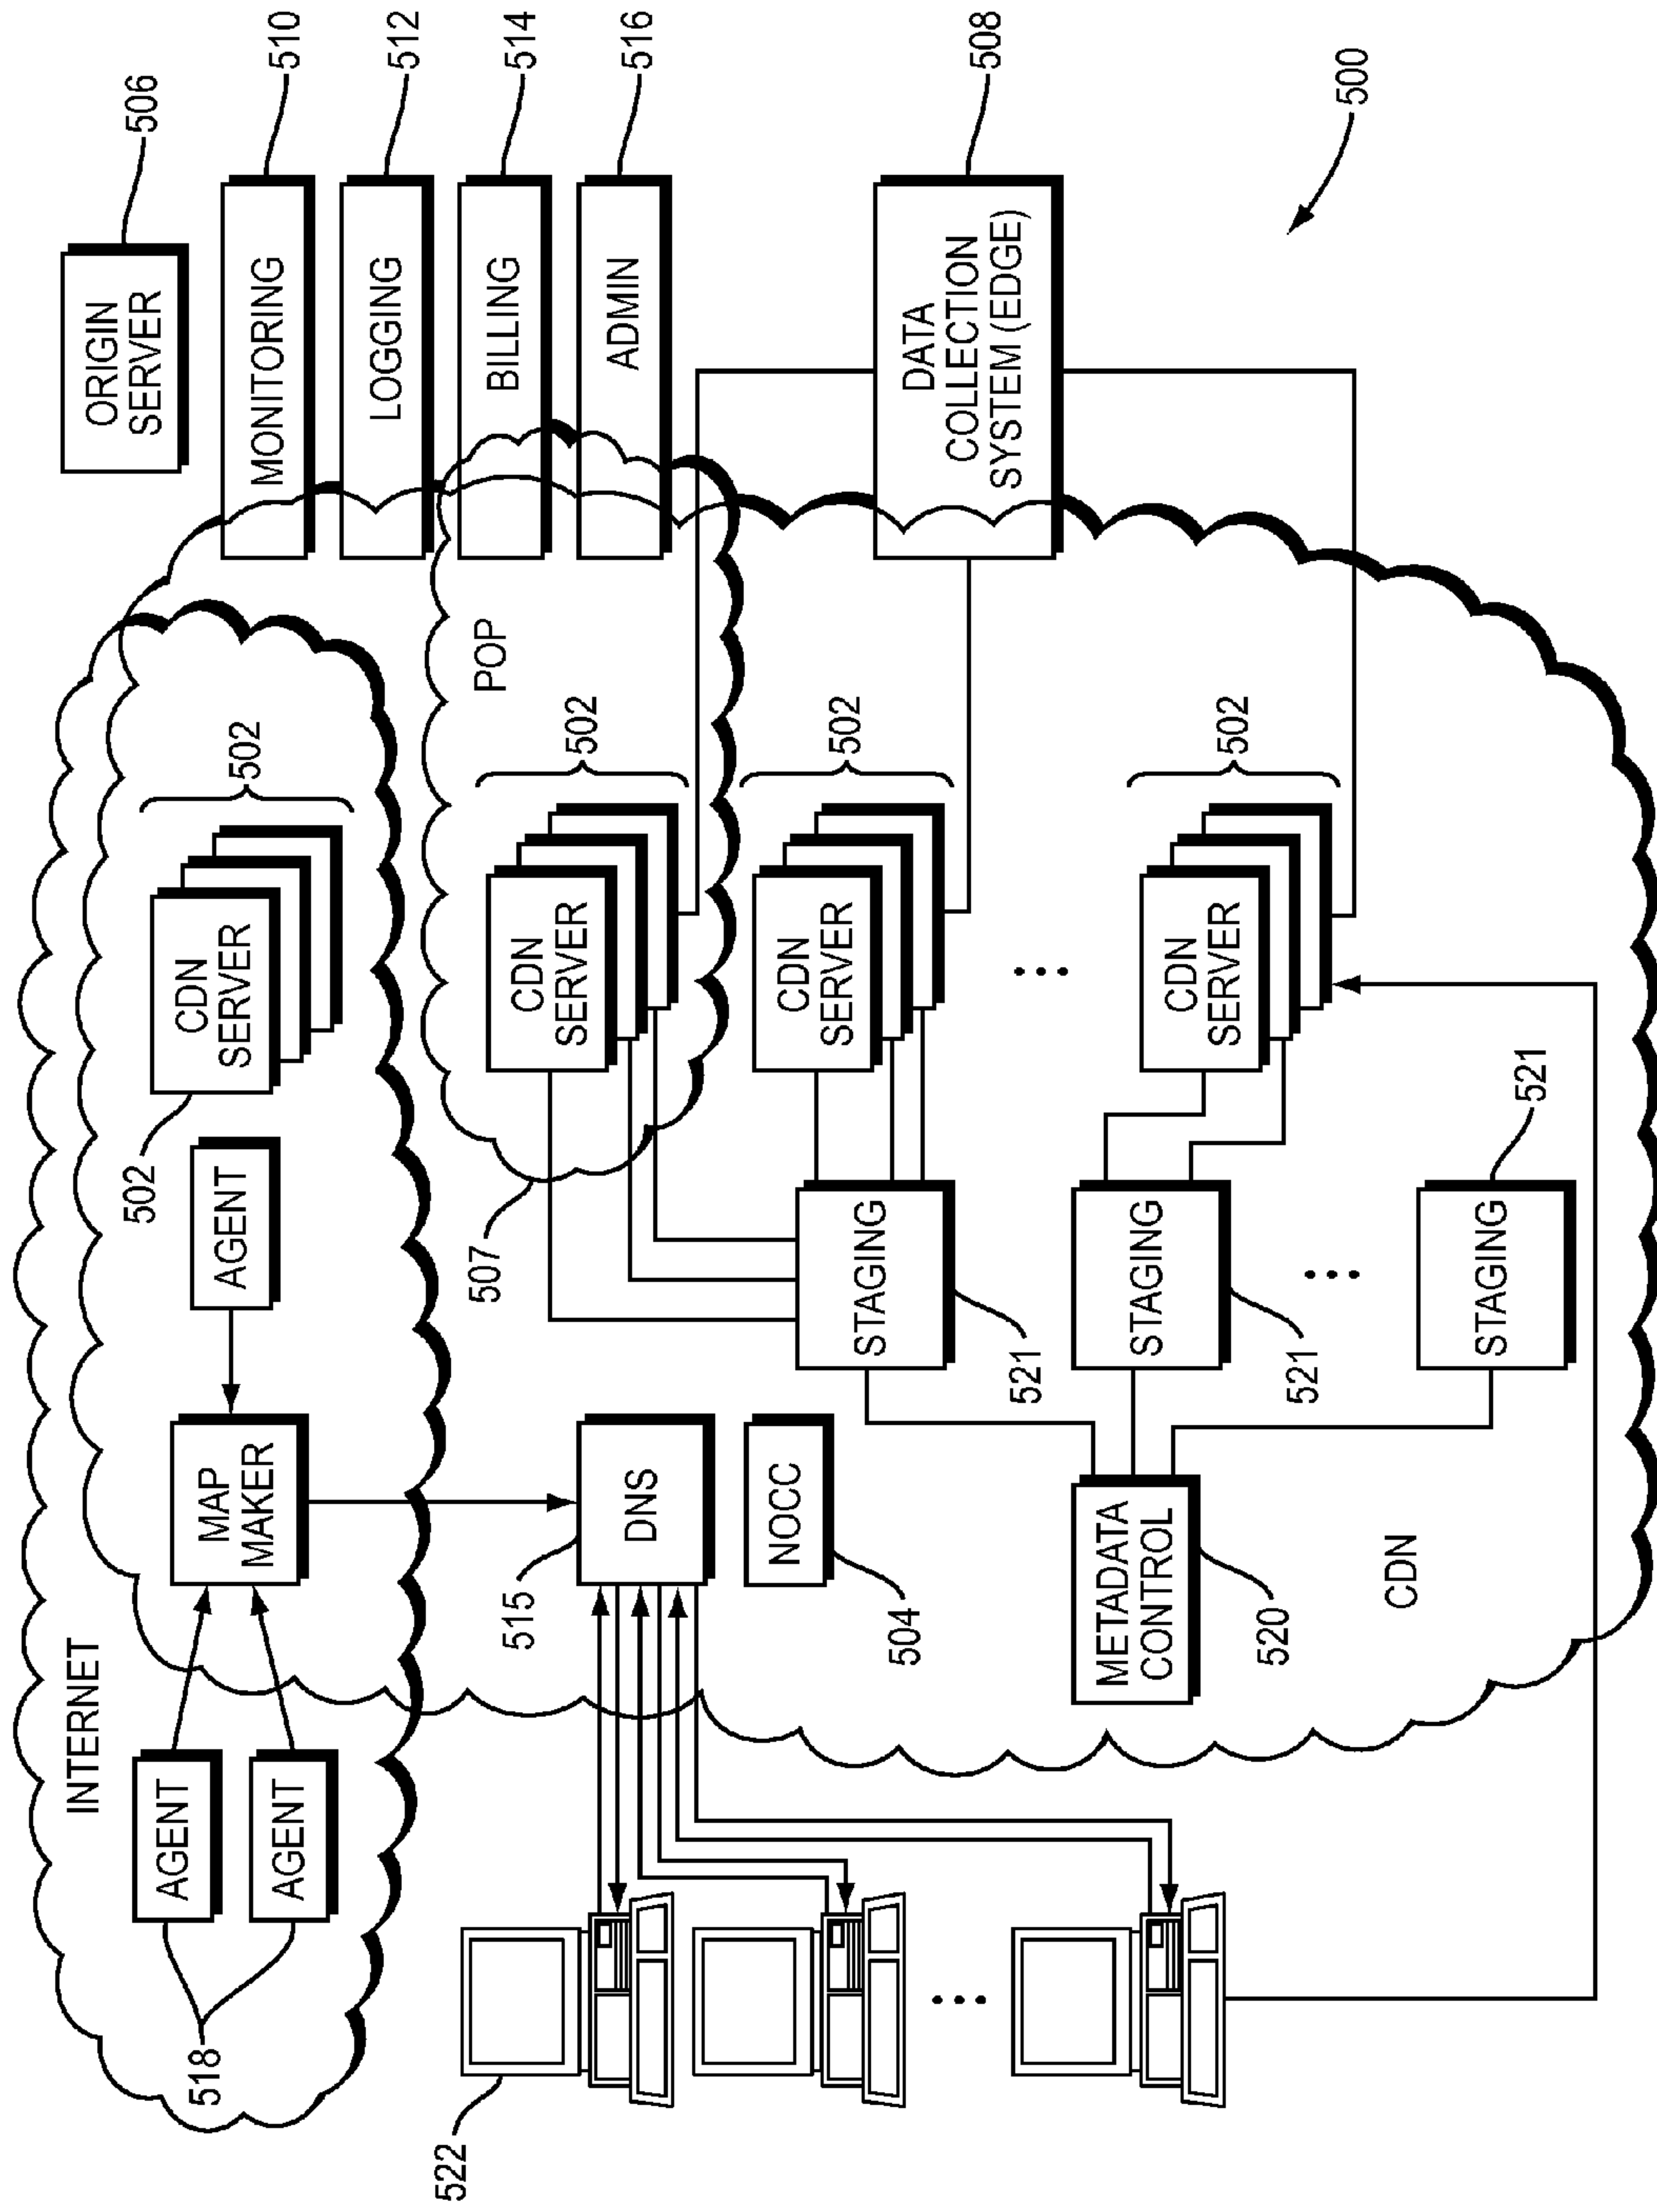 INTERNET
518
AGENT
AGENT
MAP
MAKER
AGENT
502
CDN
SERVER
502
ORIGIN
SERVER
506
MONITORING
510
LOGGING
512
BILLING
514
ADMIN
516
POP
507
CDN
SERVER
502
522
515
DNS
NOCC
504
STAGING
521
CDN
SERVER
502
DATA
COLLECTION
SYSTEM (EDGE)
508
METADATA
CONTROL
520
STAGING
521
CDN
SERVER
502
STAGING
521
CDN
500